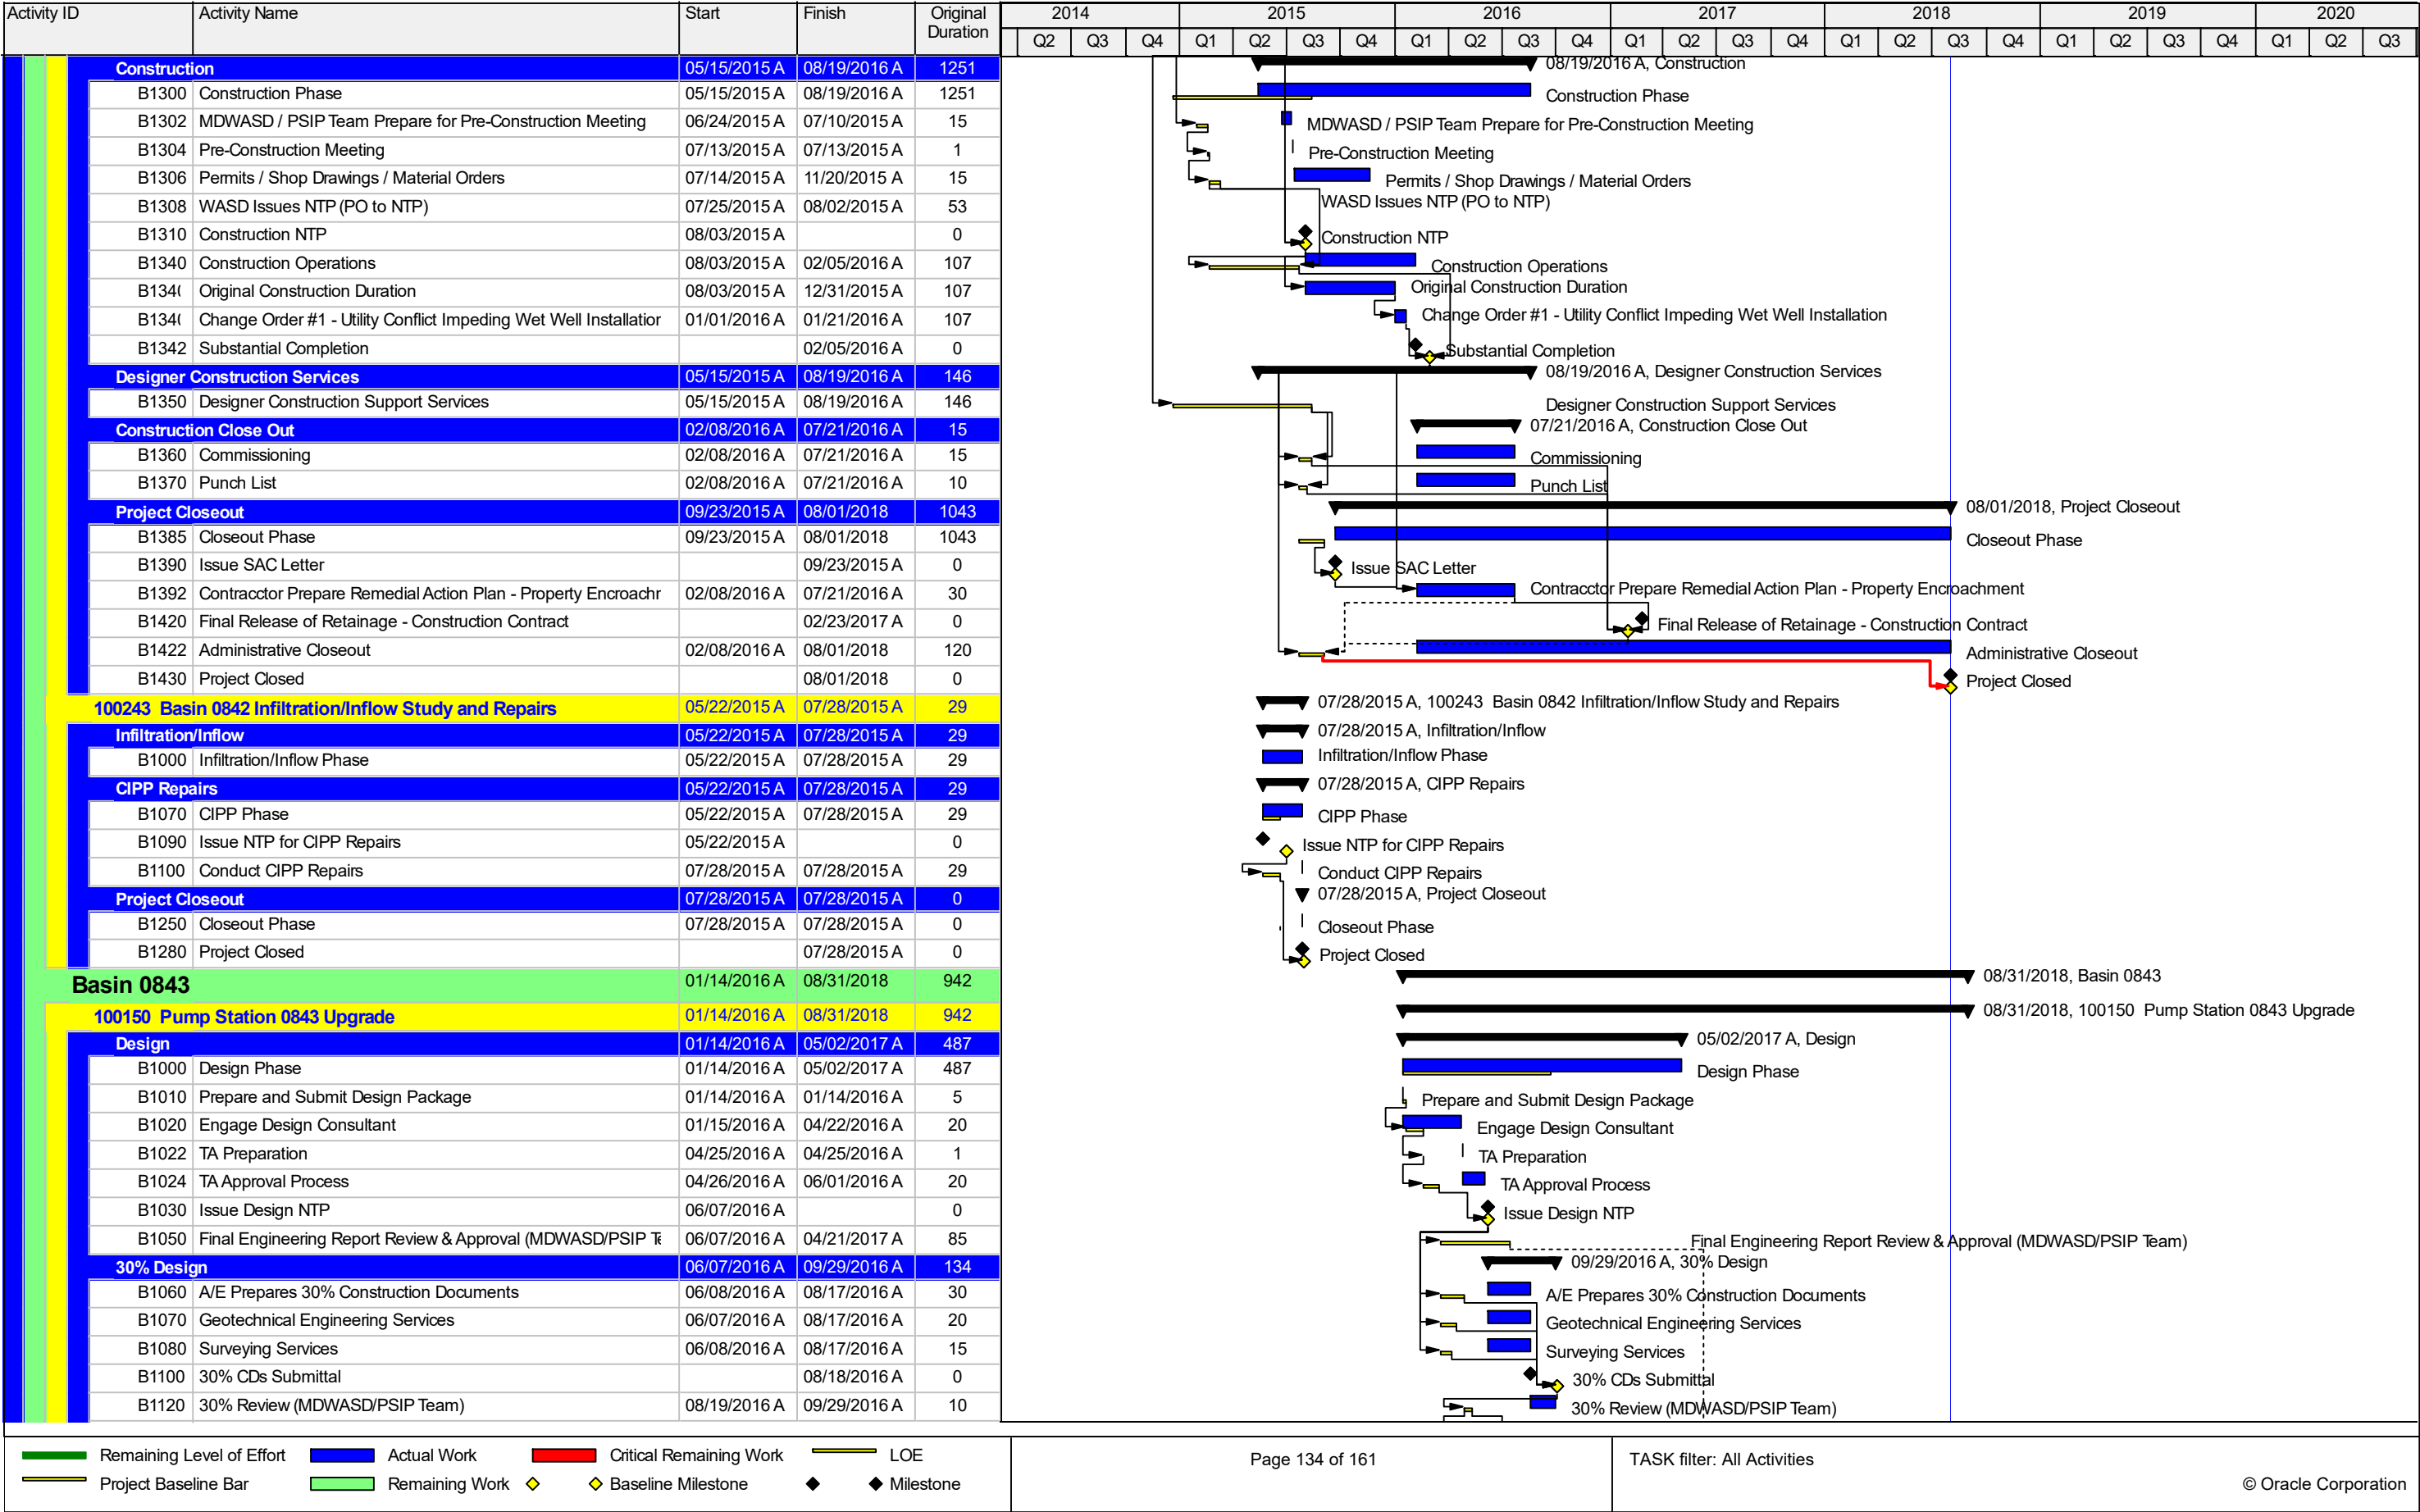 Activity ID Activity Name Start Finish Original Duration 2014 2015 2016 2017 2018 2019 2020
Q2 Q3 Q4 Q1 Q2 Q3 Q4 Q1 Q2 Q3 Q4 Q1 Q2 Q3 Q4 Q1 Q2 Q3 Q4 Q1 Q2 Q3 Q4 Q1 Q2 Q3
Construction 05/15/2015 A 08/19/2016 A 1251 08/19/2016 A, Construction
B1300 Construction Phase 05/15/2015 A 08/19/2016 A 1251 Construction Phase
B1302 MDWASD / PSIP Team Prepare for Pre-Construction Meeting 06/24/2015 A 07/10/2015 A 15 MDWASD / PSIP Team Prepare for Pre-Construction Meeting
B1304 Pre-Construction Meeting 07/13/2015 A 07/13/2015 A 1 Pre-Construction Meeting
B1306 Permits / Shop Drawings / Material Orders 07/14/2015 A 11/20/2015 A 15 Permits / Shop Drawings / Material Orders
B1308 WASD Issues NTP (PO to NTP) 07/25/2015 A 08/02/2015 A 53 WASD Issues NTP (PO to NTP)
B1310 Construction NTP 08/03/2015 A 0 Construction NTP
B1340 Construction Operations 08/03/2015 A 02/05/2016 A 107 Construction Operations
B134( Original Construction Duration 08/03/2015 A 12/31/2015 A 107 Original Construction Duration
B134( Change Order #1 - Utility Conflict Impeding Wet Well Installatior 01/01/2016 A 01/21/2016 A 107 Change Order #1 - Utility Conflict Impeding Wet Well Installation
B1342 Substantial Completion 02/05/2016 A 0 Substantial Completion
Designer Construction Services 05/15/2015 A 08/19/2016 A 146 08/19/2016 A, Designer Construction Services
B1350 Designer Construction Support Services 05/15/2015 A 08/19/2016 A 146 Designer Construction Support Services
Construction Close Out 02/08/2016 A 07/21/2016 A 15 07/21/2016 A, Construction Close Out
B1360 Commissioning 02/08/2016 A 07/21/2016 A 15 Commissioning
B1370 Punch List 02/08/2016 A 07/21/2016 A 10 Punch List
Project Closeout 09/23/2015 A 08/01/2018 1043 08/01/2018, Project Closeout
B1385 Closeout Phase 09/23/2015 A 08/01/2018 1043 Closeout Phase
B1390 Issue SAC Letter 09/23/2015 A 0 Issue SAC Letter
B1392 Contracctor Prepare Remedial Action Plan - Property Encroachr 02/08/2016 A 07/21/2016 A 30 Contracctor Prepare Remedial Action Plan - Property Encroachment
B1420 Final Release of Retainage - Construction Contract 02/23/2017 A 0 Final Release of Retainage - Construction Contract
B1422 Administrative Closeout 02/08/2016 A 08/01/2018 120 Administrative Closeout
B1430 Project Closed 08/01/2018 0 Project Closed
100243 Basin 0842 Infiltration/Inflow Study and Repairs 05/22/2015 A 07/28/2015 A 29 07/28/2015 A, 100243 Basin 0842 Infiltration/Inflow Study and Repairs
Infiltration/Inflow 05/22/2015 A 07/28/2015 A 29 07/28/2015 A, Infiltration/Inflow
B1000 Infiltration/Inflow Phase 05/22/2015 A 07/28/2015 A 29 Infiltration/Inflow Phase
CIPP Repairs 05/22/2015 A 07/28/2015 A 29 07/28/2015 A, CIPP Repairs
B1070 CIPP Phase 05/22/2015 A 07/28/2015 A 29 CIPP Phase
B1090 Issue NTP for CIPP Repairs 05/22/2015 A 0 Issue NTP for CIPP Repairs
B1100 Conduct CIPP Repairs 07/28/2015 A 07/28/2015 A 29 Conduct CIPP Repairs
Project Closeout 07/28/2015 A 07/28/2015 A 0 07/28/2015 A, Project Closeout
B1250 Closeout Phase 07/28/2015 A 07/28/2015 A 0 Closeout Phase
B1280 Project Closed 07/28/2015 A 0 Project Closed
Basin 0843 01/14/2016 A 08/31/2018 942 08/31/2018, Basin 0843
100150 Pump Station 0843 Upgrade 01/14/2016 A 08/31/2018 942 08/31/2018, 100150 Pump Station 0843 Upgrade
Design 01/14/2016 A 05/02/2017 A 487 05/02/2017 A, Design
B1000 Design Phase 01/14/2016 A 05/02/2017 A 487 Design Phase
B1010 Prepare and Submit Design Package 01/14/2016 A 01/14/2016 A 5 Prepare and Submit Design Package
B1020 Engage Design Consultant 01/15/2016 A 04/22/2016 A 20 Engage Design Consultant
B1022 TA Preparation 04/25/2016 A 04/25/2016 A 1 TA Preparation
B1024 TA Approval Process 04/26/2016 A 06/01/2016 A 20 TA Approval Process
B1030 Issue Design NTP 06/07/2016 A 0 Issue Design NTP
B1050 Final Engineering Report Review & Approval (MDWASD/PSIP Te 06/07/2016 A 04/21/2017 A 85 Final Engineering Report Review & Approval (MDWASD/PSIP Team)
30% Design 06/07/2016 A 09/29/2016 A 134 09/29/2016 A, 30% Design
B1060 A/E Prepares 30% Construction Documents 06/08/2016 A 08/17/2016 A 30 A/E Prepares 30% Construction Documents
B1070 Geotechnical Engineering Services 06/07/2016 A 08/17/2016 A 20 Geotechnical Engineering Services
B1080 Surveying Services 06/08/2016 A 08/17/2016 A 15 Surveying Services
B1100 30% CDs Submittal 08/18/2016 A 0 30% CDs Submittal
B1120 30% Review (MDWASD/PSIP Team) 08/19/2016 A 09/29/2016 A 10 30% Review (MDWASD/PSIP Team)
Remaining Level of Effort Actual Work Critical Remaining Work LOE Page 134 of 161 TASK filter: All Activities
Project Baseline Bar Remaining Work Baseline Milestone Milestone © Oracle Corporation